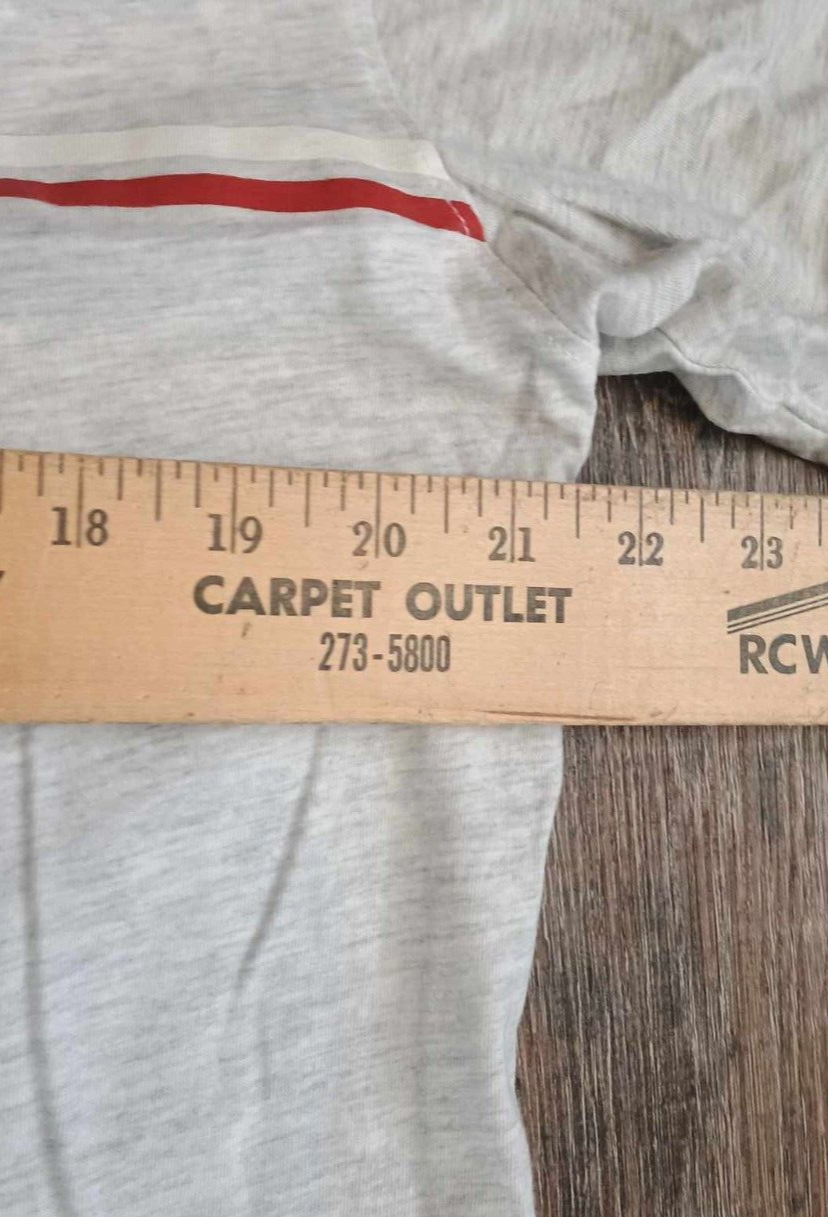 18 19 20 21 22 23
CARPET OUTLET
273-5800
RCW